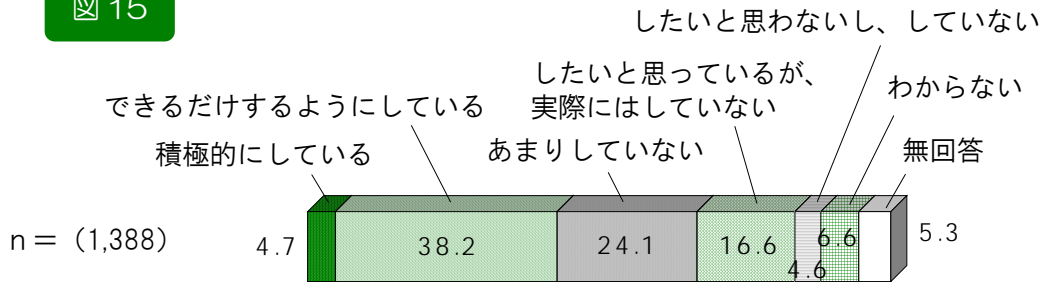 図15
したいと思わないし、していない
したいと思っているが、
実際にはしていない
わからない
できるだけするようにしている
積極的にしている
あまりしていない
無回答
n=（1,388）
4.7
38.2
24.1
16.6
4.6
6.6
5.3